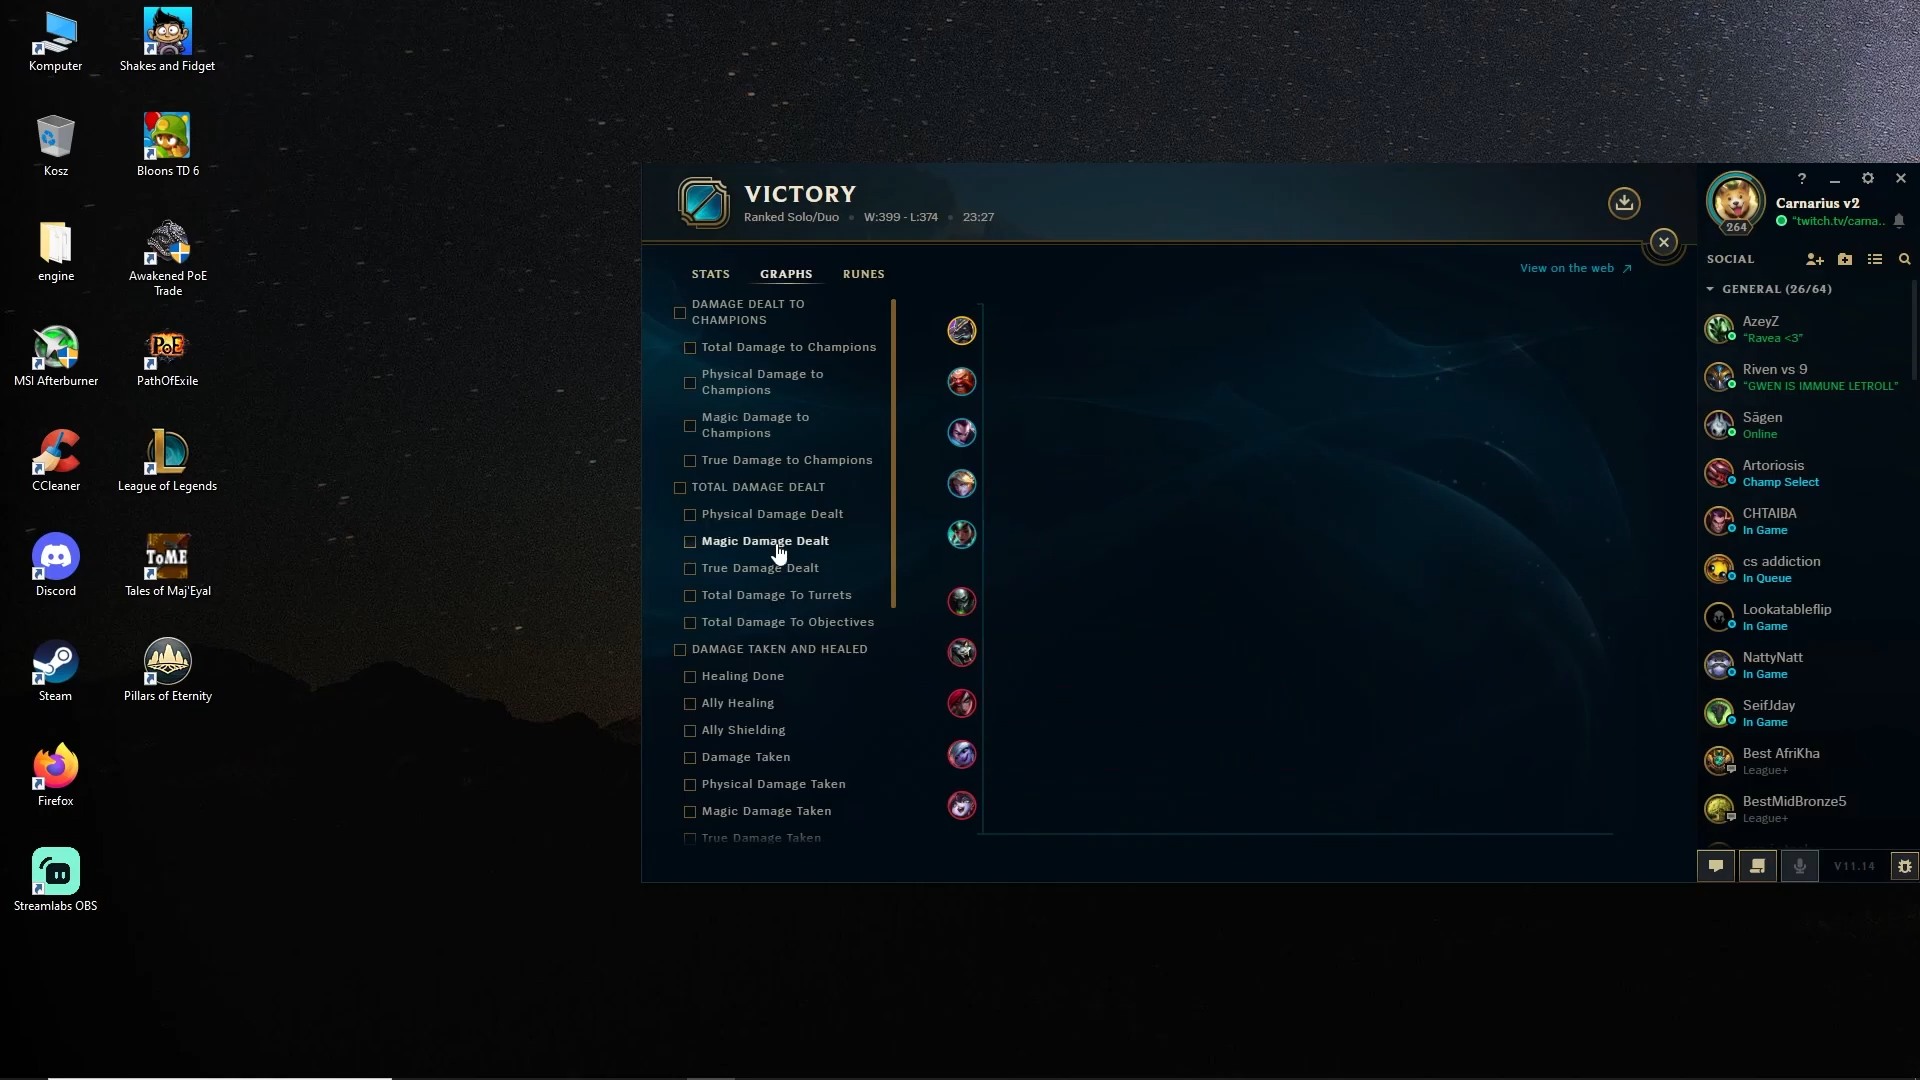 Komputer
Shakes and Fidget
Kosz
Bloons TD 6
engine
Awakened PoE
Trade
MSI Afterburner
PathOfExile
CCleaner
League of Legends
Discord
Tales of Maj'Eyal
Steam
Pillars of Eternity
Firefox
Streamlabs OBS
PoE
ToME
VICTORY
Ranked Solo/Duo • W:399 - L:374 • 23:27
STATS GRAPHS RUNES
View on the web
DAMAGE DEALT TO
CHAMPIONS
Total Damage to Champions
Physical Damage to
Champions
Magic Damage to
Champions
True Damage to Champions
TOTAL DAMAGE DEALT
Physical Damage Dealt
Magic Damage Dealt
True Damage Dealt
Total Damage To Turrets
Total Damage To Objectives
DAMAGE TAKEN AND HEALED
Healing Done
Ally Healing
Ally Shielding
Damage Taken
Physical Damage Taken
Magic Damage Taken
True Damage Taken
264
Carnarius v2
"twitch.tv/carna..
SOCIAL
GENERAL (26/64)
AzeyZ
"Ravea <3"
Riven vs 9
"GWEN IS IMMUNE LETROLL"
Sägen
Online
Artoriosis
Champ Select
CHTAIBA
In Game
cs addiction
In Queue
Lookatableflip
In Game
NattyNatt
In Game
SeifJday
In Game
Best AfriKha
League+
BestMidBronze5
League+
V11.14